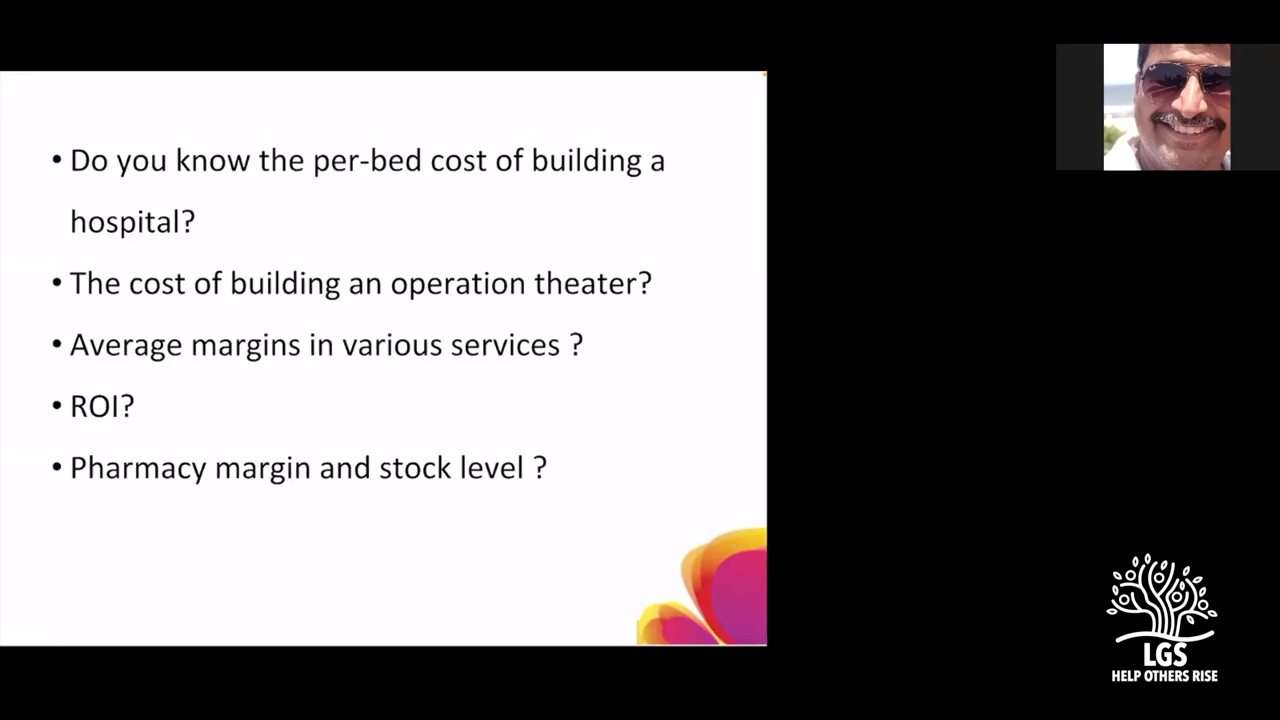 • Do you know the per-bed cost of building a
hospital?
• The cost of building an operation theater?
• Average margins in various services ?
• ROI?
• Pharmacy margin and stock level ?
LGS
HELP OTHERS RISE